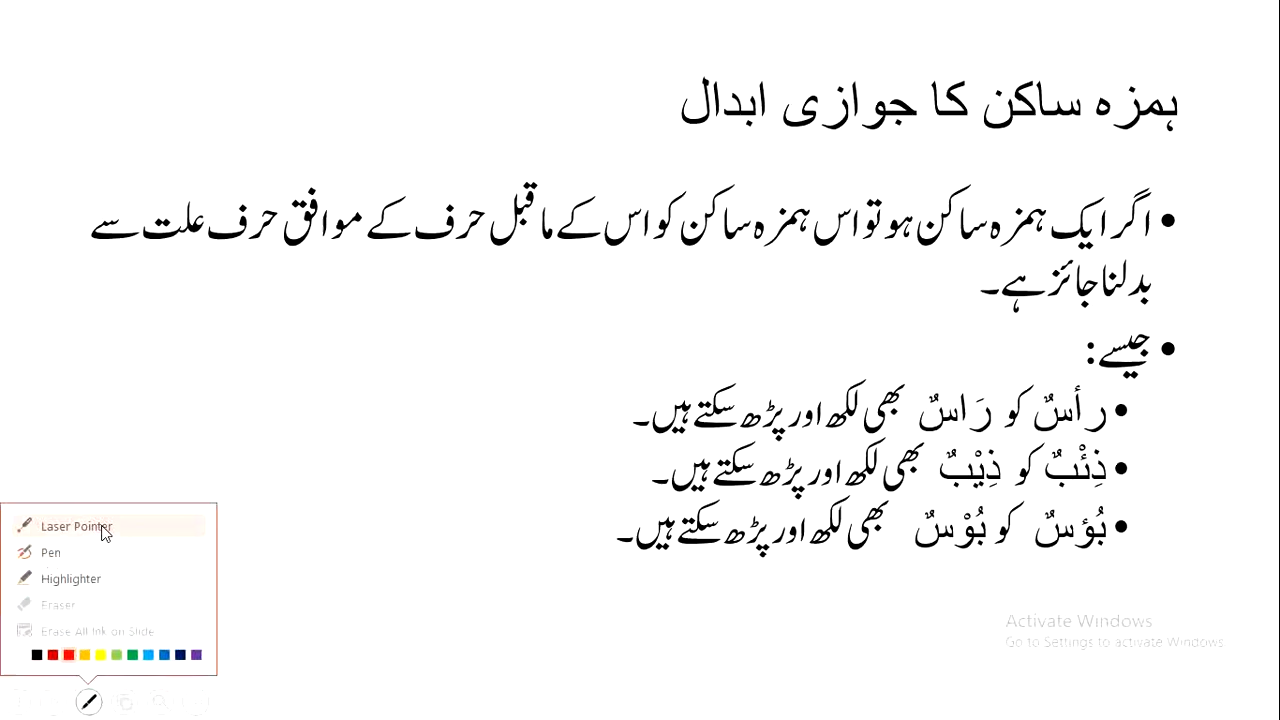 ہمزہ ساکن کا جوازی ابدال
• اگر ایک ہمزہ ساکن ہو تو اس ہمزہ ساکن کو اس کے ماقبل حرف کے موافق حرف علت سے
بدلنا جائز ہے۔
• جیسے:
• رأسٌ کو رَاسٌ بھی لکھ اور پڑھ سکتے ہیں۔
• ذِئْبٌ کو ذِیْبٌ بھی لکھ اور پڑھ سکتے ہیں۔
• بُؤسٌ کو بُوْسٌ بھی لکھ اور پڑھ سکتے ہیں۔
Laser Pointer
Pen
Highlighter
Eraser
Erase All Ink on Slide
Activate Windows
Go to Settings to activate Windows